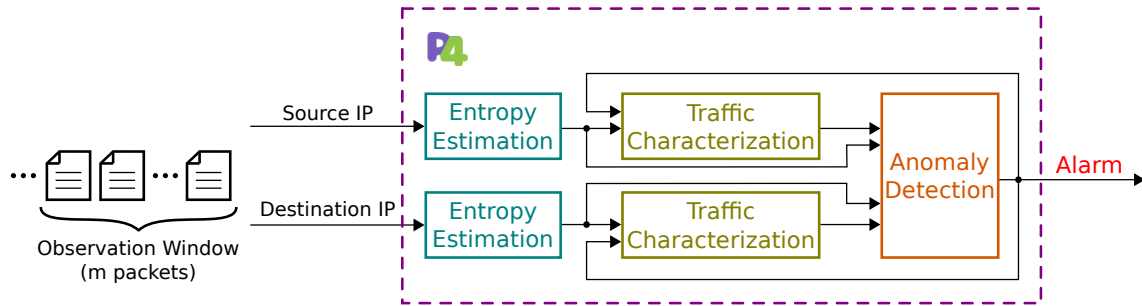 P4
Source IP
Entropy
Estimation
Traffic
Characterization
Anomaly
Detection
Alarm
Destination IP
Entropy
Estimation
Traffic
Characterization
Observation Window
(m packets)